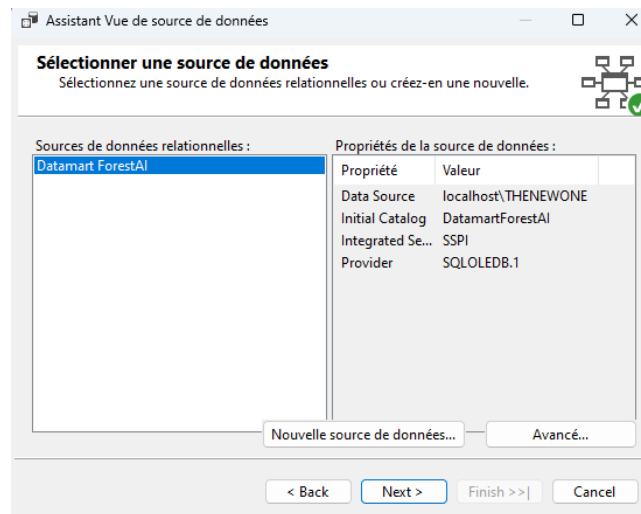 Assistant Vue de source de données
Sélectionner une source de données
Sélectionnez une source de données relationnelles ou créez-en une nouvelle.
Sources de données relationnelles :
Datamart ForestAI
Propriétés de la source de données :
Propriété Valeur
Data Source localhost\THENEWONE
Initial Catalog DatamartForestAI
Integrated Se... SSPI
Provider SQLOLEDB.1
Nouvelle source de données... Avancé...
< Back Next > Finish >>| Cancel